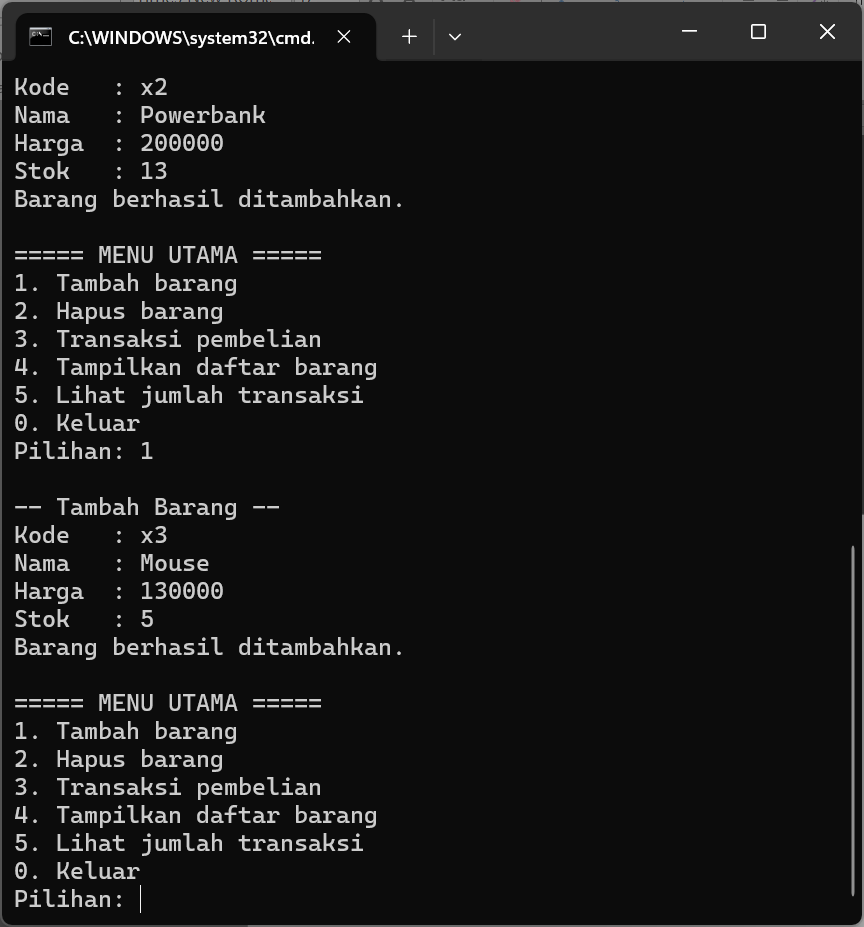 C:\WINDOWS\system32\cmd.
Kode   : x2
Nama   : Powerbank
Harga  : 200000
Stok   : 13
Barang berhasil ditambahkan.
===== MENU UTAMA =====
1. Tambah barang
2. Hapus barang
3. Transaksi pembelian
4. Tampilkan daftar barang
5. Lihat jumlah transaksi
0. Keluar
Pilihan: 1
-- Tambah Barang --
Kode   : x3
Nama   : Mouse
Harga  : 130000
Stok   : 5
Barang berhasil ditambahkan.
===== MENU UTAMA =====
1. Tambah barang
2. Hapus barang
3. Transaksi pembelian
4. Tampilkan daftar barang
5. Lihat jumlah transaksi
0. Keluar
Pilihan: